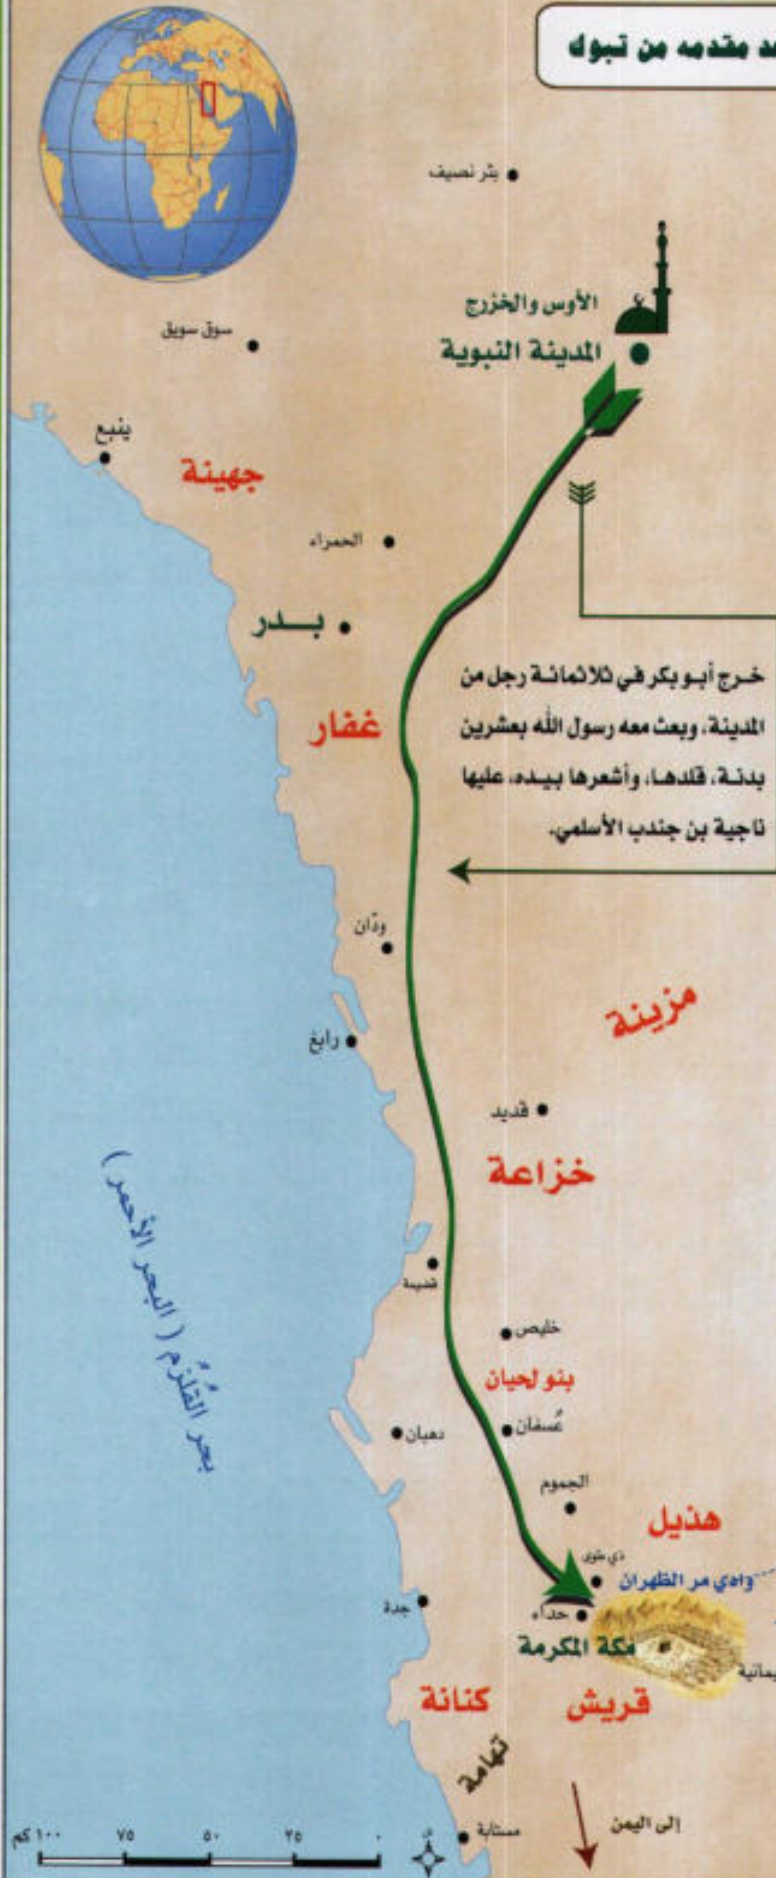 مقدمه من تبوك
بئر نصيف
الأوس والخزرج
المدينة النبوية
سوق سويق
ينبع
جهينة
الحمراء
بدر
غفار
خرج أبو بكر في ثلاثمائة رجل من
المدينة، وبعث معه رسول الله بعشرين
بدنة، قلدها، وأشعرها بيده، عليها
ناجية بن جندب الأسلمي.
ودّان
مزينة
رابغ
قديد
خزاعة
بحر القُلْزُم (البحر الأحمر)
خليص
بنو لحيان
عُسفان
دهبان
الجموم
هذيل
ذي طوى
وادي مر الظهران
جدة
حداء
مكة المكرمة
كنانة
قريش
تهامة
إلى اليمن
مستابة
١٠٠ كم ٧٥ ٥٠ ٢٥ ٠